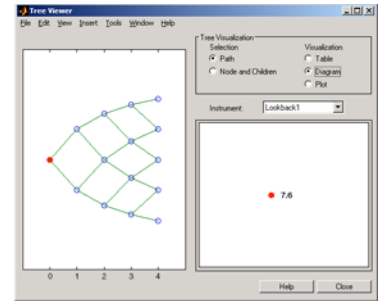 Tree Viewer
File Edit View Insert Tools Window Help
Tree Visualization
Selection
Visualization
Path
Table
Node and Children
Diagram
Plot
Instrument:
Lookback1
7.6
0 1 2 3 4
Help
Close